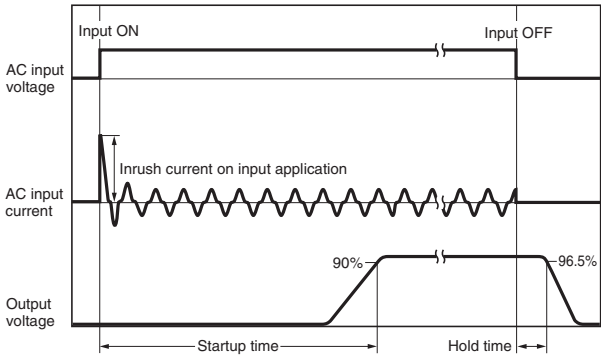 Input ON
Input OFF
AC input
voltage
Inrush current on input application
AC input
current
90%
96.5%
Output
voltage
Startup time
Hold time